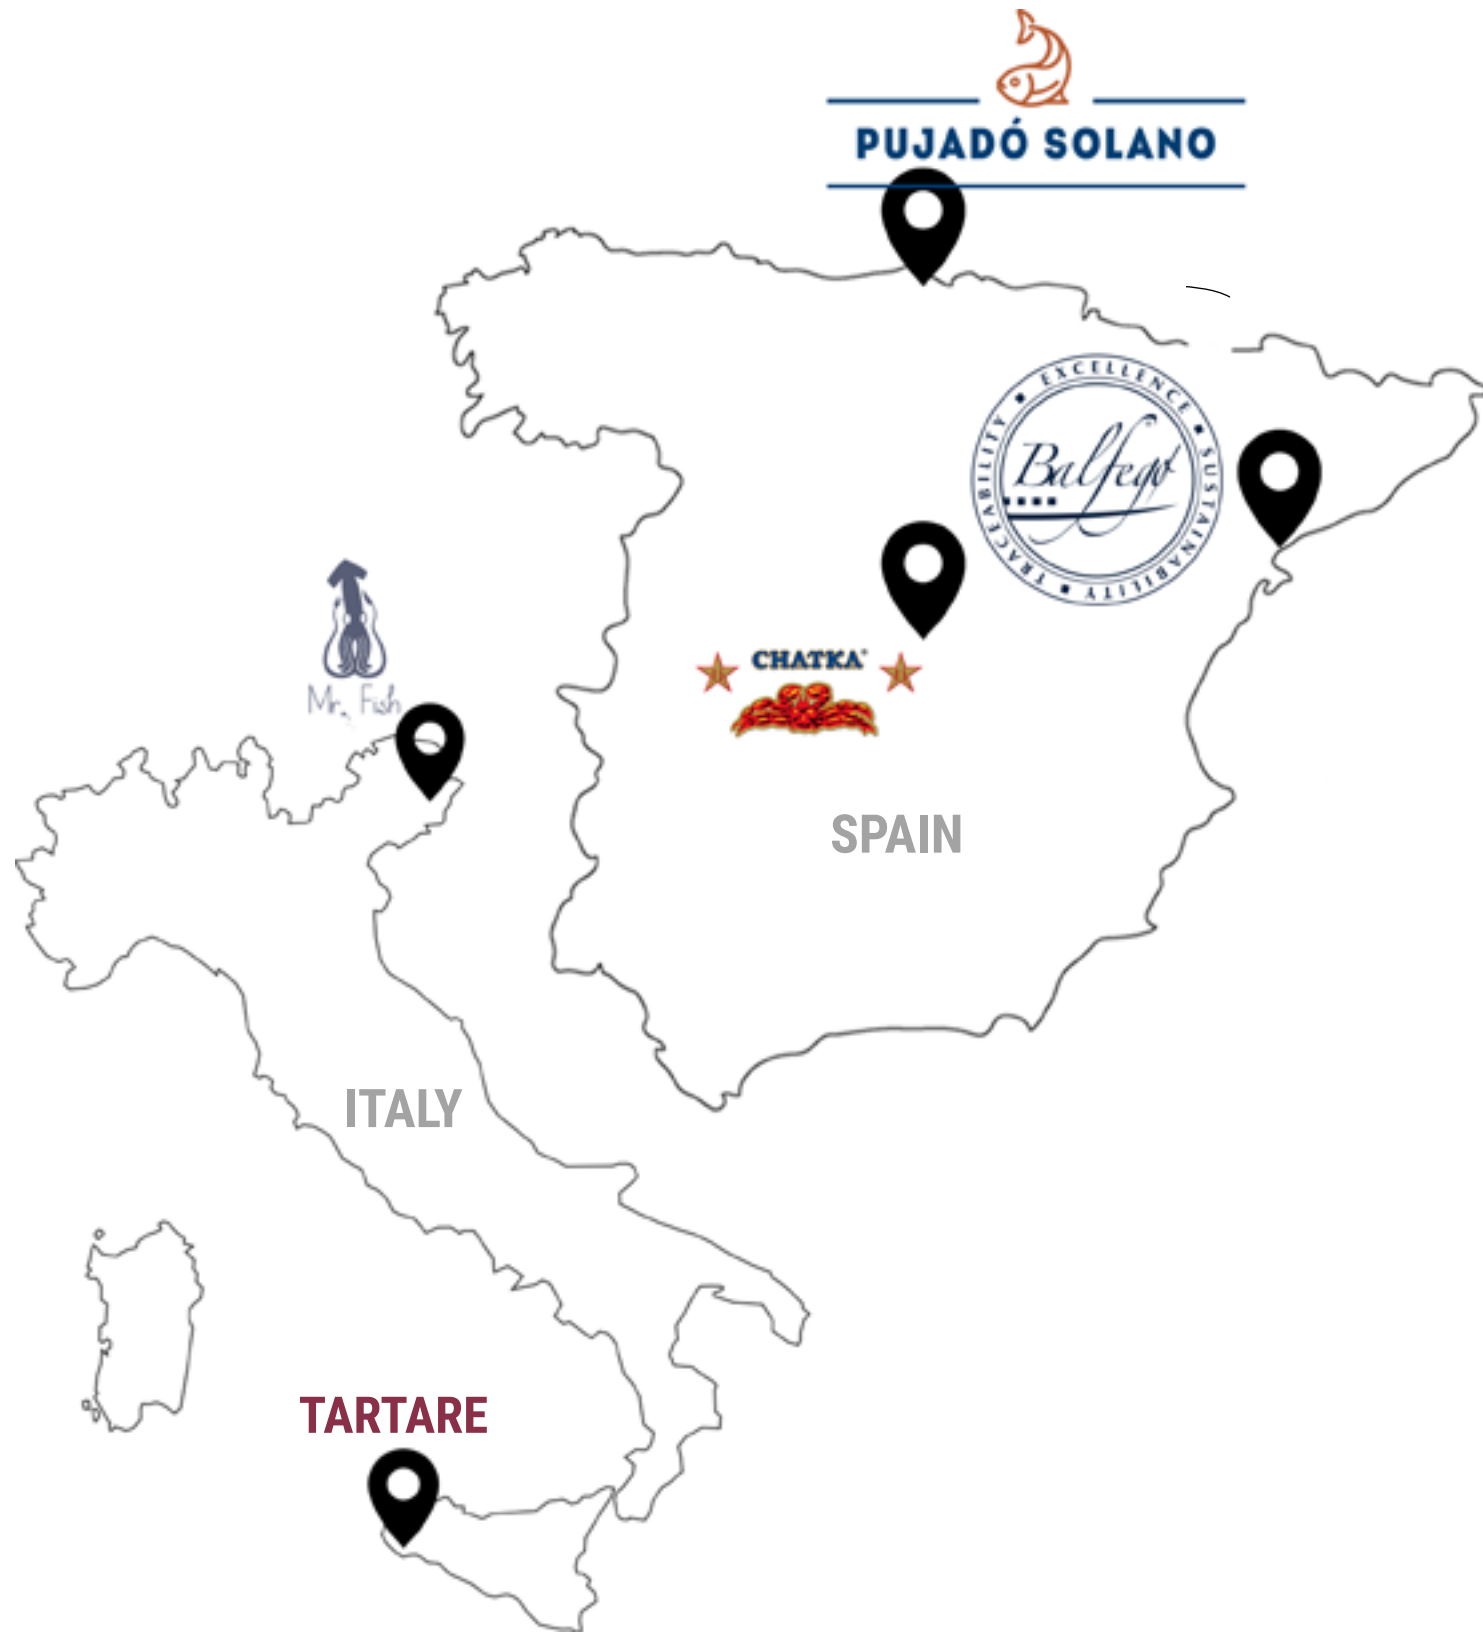 PUJADÓ SOLANO
EXCELLENCE ■ SUSTAINABILITY ■ TRACEABILITY ■
Balfegó
CHATKA®
Mr. Fish
SPAIN
ITALY
TARTARE